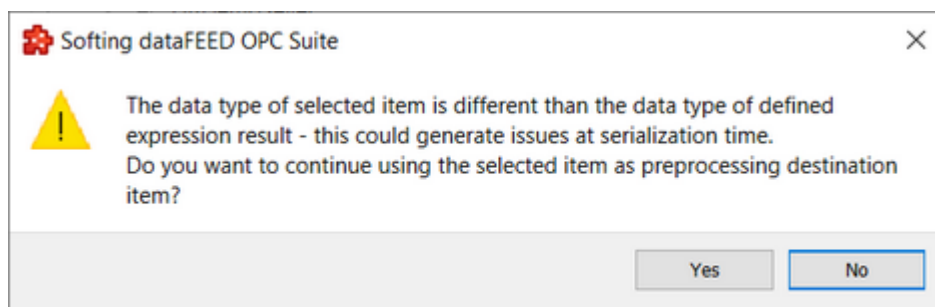 Softing dataFEED OPC Suite
The data type of selected item is different than the data type of defined
expression result - this could generate issues at serialization time.
Do you want to continue using the selected item as preprocessing destination
item?
Yes No